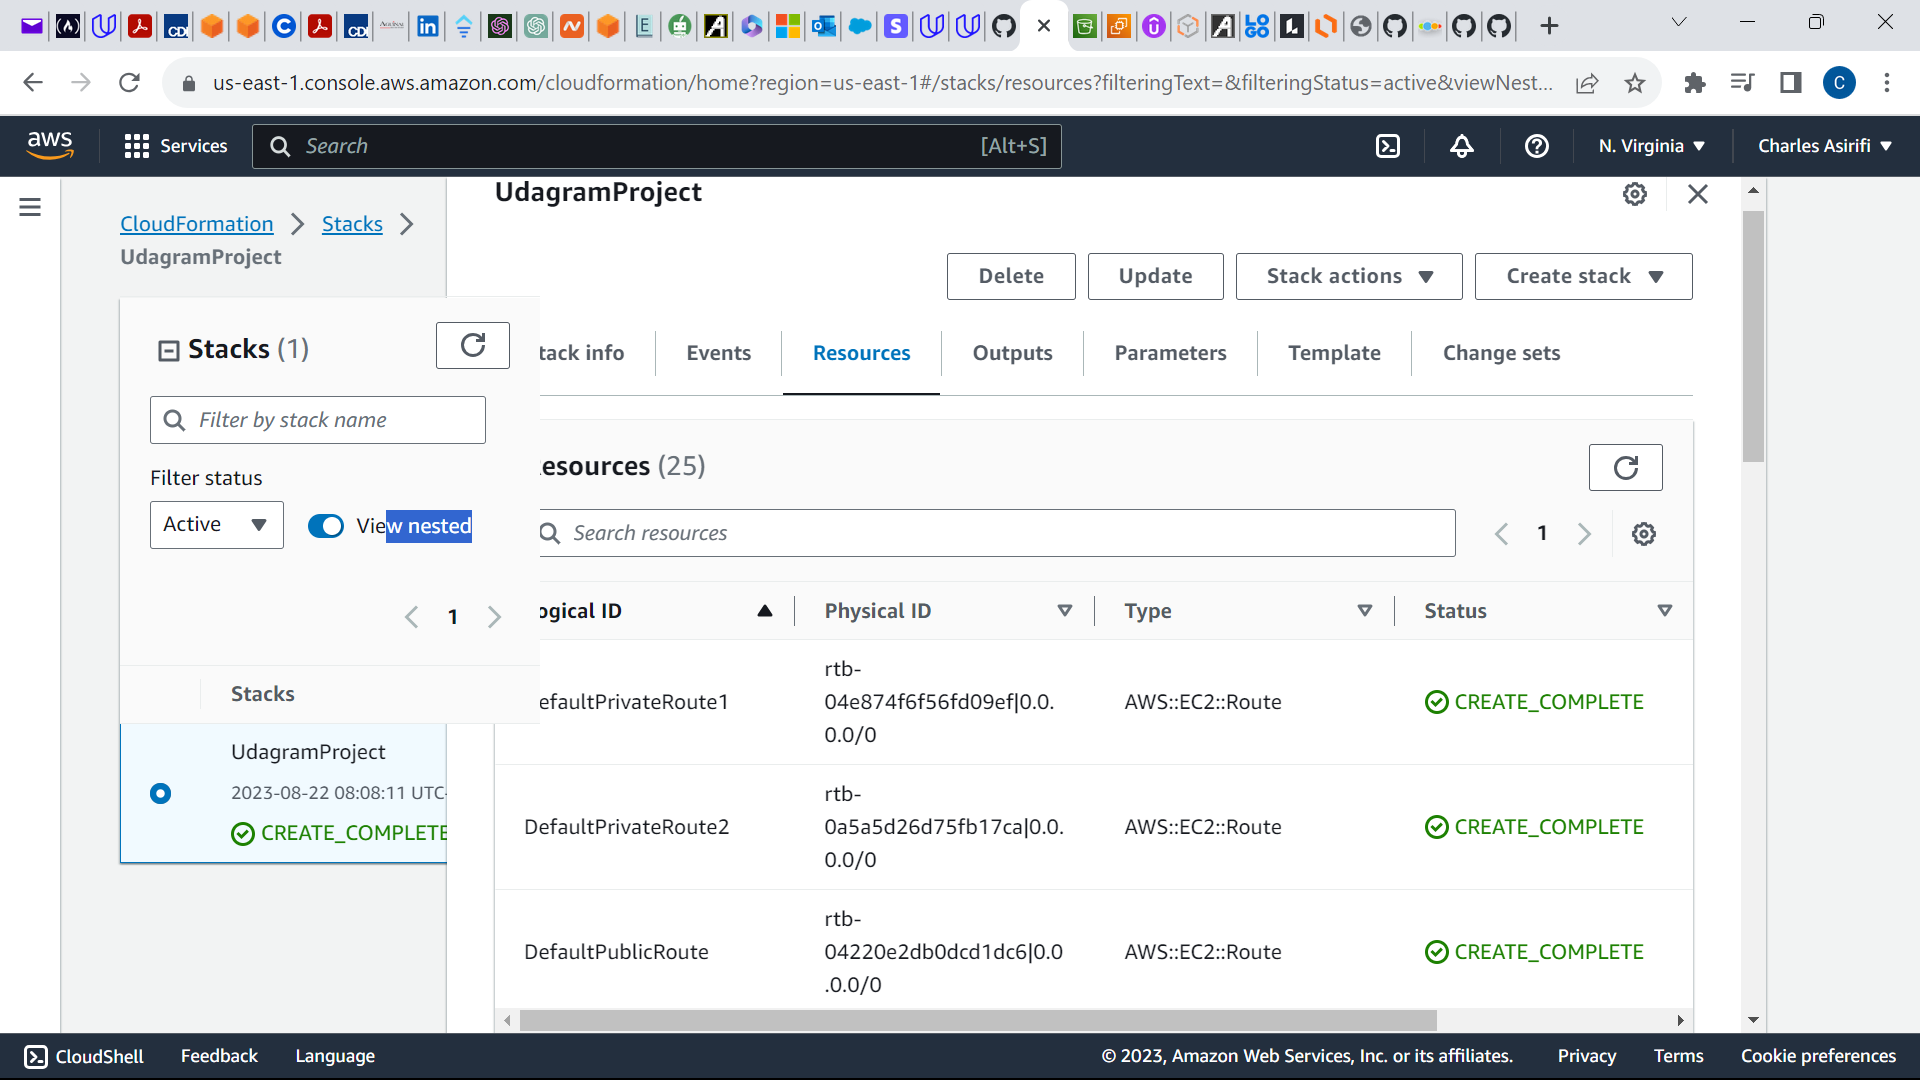 us-east-1.console.aws.amazon.com/cloudformation/home?region=us-east-1#/stacks/resources?filteringText=&filteringStatus=active&viewNest...
C
aws
Services
Search
[Alt+S]
N. Virginia
Charles Asirifi
CloudFormation
Stacks
UdagramProject
Stacks (1)
Filter by stack name
Filter status
Active
View nested
1
Stacks
UdagramProject
2023-08-22 08:08:11 UTC-
CREATE_COMPLETE
UdagramProject
Delete
Update
Stack actions
Create stack
tack info
Events
Resources
Outputs
Parameters
Template
Change sets
esources (25)
Search resources
1
ogical ID
Physical ID
Type
Status
efaultPrivateRoute1
rtb-
04e874f6f56fd09ef|0.0.
0.0/0
AWS::EC2::Route
CREATE_COMPLETE
DefaultPrivateRoute2
rtb-
0a5a5d26d75fb17ca|0.0.
0.0/0
AWS::EC2::Route
CREATE_COMPLETE
DefaultPublicRoute
rtb-
04220e2db0dcd1dc6|0.0
.0.0/0
AWS::EC2::Route
CREATE_COMPLETE
CloudShell
Feedback
Language
© 2023, Amazon Web Services, Inc. or its affiliates.
Privacy
Terms
Cookie preferences